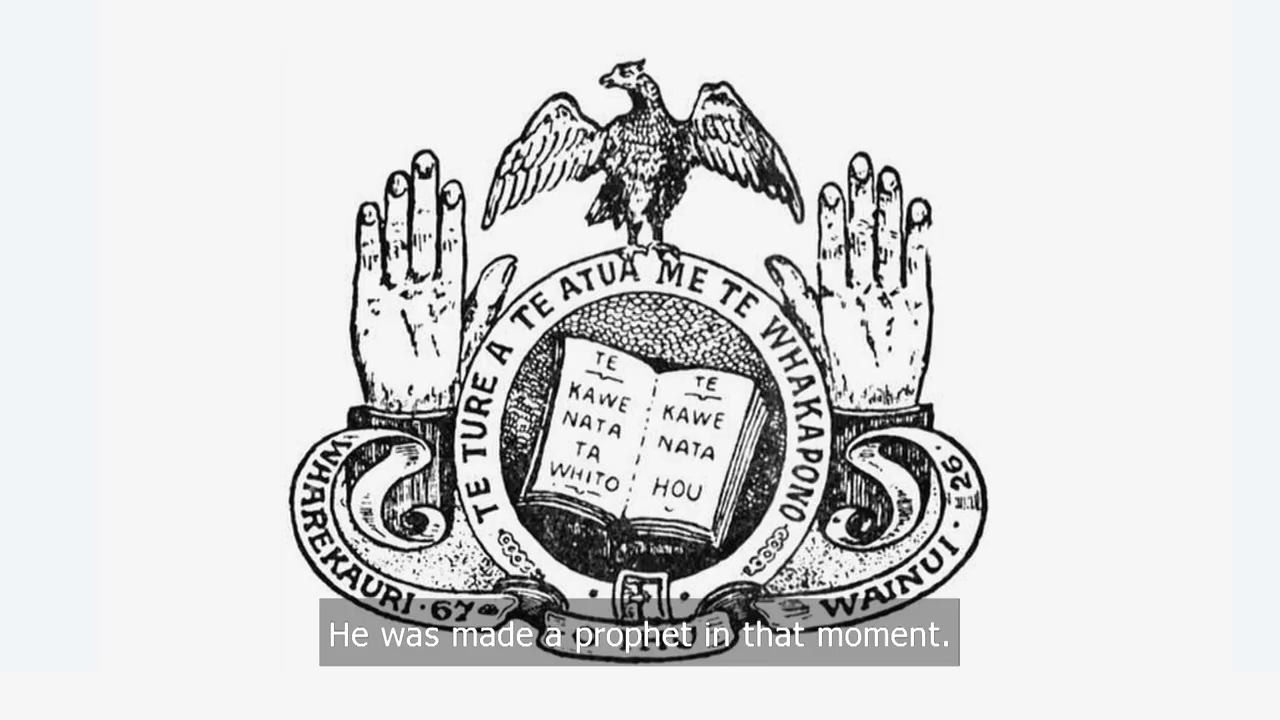 TE TURE A TE ATUA ME TE WHAKAPONO
TE
KAWE
NATA
TA
WHITO
TE
KAWE
NATA
HOU
WHAREKAURI · 67
WAINUI · 26 ·
He was made a prophet in that moment.